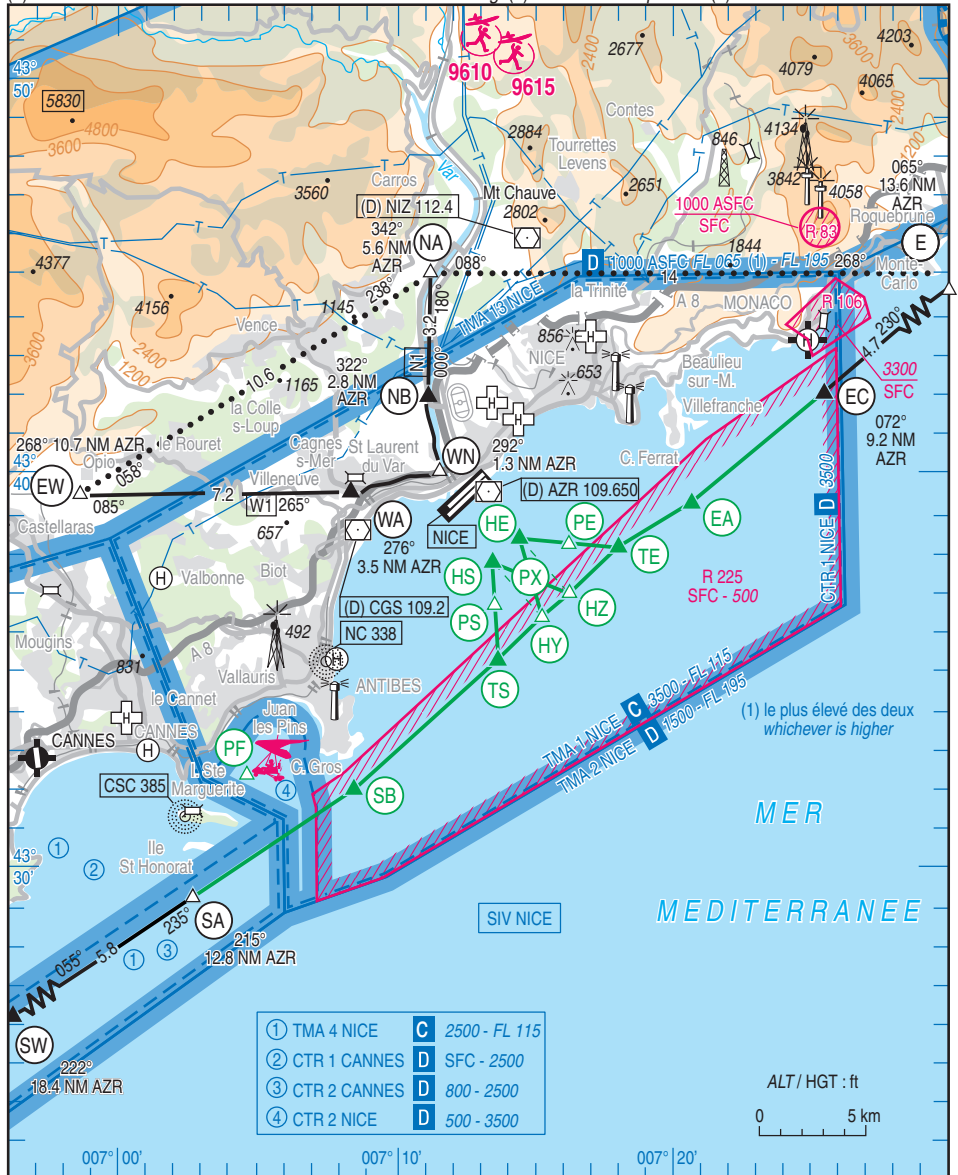 43°
50'
5830
4800
3600
4377
4156
3600
2400
1200
3560
Carros
Var
9610
9615
2400
2677
3600
4203
4079
4065
2400
1200
Contes
2884
Tourrettes
Levens
846
4134
3842
4058
2651
Mt Chauve
2802
(D) NIZ 112.4
342°
5.6 NM
AZR
NA
1000 ASFC
SFC
R 83
065°
13.6 NM
AZR
Roquebrune
E
1844
088°
D 1000 ASFC FL 065 (1) - FL 195
14
268°
Monte-
Carlo
la Trinité
A 8
MONACO
R 106
3300
SFC
4.7
230°
180°
3.2
000°
N1
TMA 13 NICE
238°
10.6
058°
1145
Vence
1165
la Colle
s-Loup
322°
2.8 NM
AZR
NB
856
NICE
653
Beaulieu
sur-M.
Villefranche
C. Ferrat
EC
072°
9.2 NM
AZR
268° 10.7 NM AZR
Opio
le Rouret
43°
40'
EW
085°
7.2
W1
265°
Cagnes
s-Mer
St Laurent
du Var
Villeneuve
WN
292°
1.3 NM AZR
(D) AZR 109.650
WA
276°
3.5 NM AZR
NICE
657
Castellaras
H
Valbonne
Biot
(D) CGS 109.2
NC 338
HE
PE
EA
TE
HS
PX
HZ
PS
HY
TS
R 225
SFC - 500
CTR 1 NICE D 3500
Mougins
831
A 8
492
Vallauris
H
ANTIBES
le Cannet
CANNES
CANNES
H
Juan
les Pins
PF
I. Ste
Marguerite
C. Gros
4
SB
CSC 385
TMA 1 NICE C 3500 - FL 115
TMA 2 NICE D 1500 - FL 195
(1) le plus élevé des deux
whichever is higher
MER
MEDITERRANEE
43°
30'
1
2
Ile
St Honorat
SA
235°
215°
12.8 NM AZR
055°
5.8
1
3
SIV NICE
SW
222°
18.4 NM AZR
1 TMA 4 NICE C 2500 - FL 115
2 CTR 1 CANNES D SFC - 2500
3 CTR 2 CANNES D 800 - 2500
4 CTR 2 NICE D 500 - 3500
ALT / HGT : ft
0 5 km
007° 00'
007° 10'
007° 20'